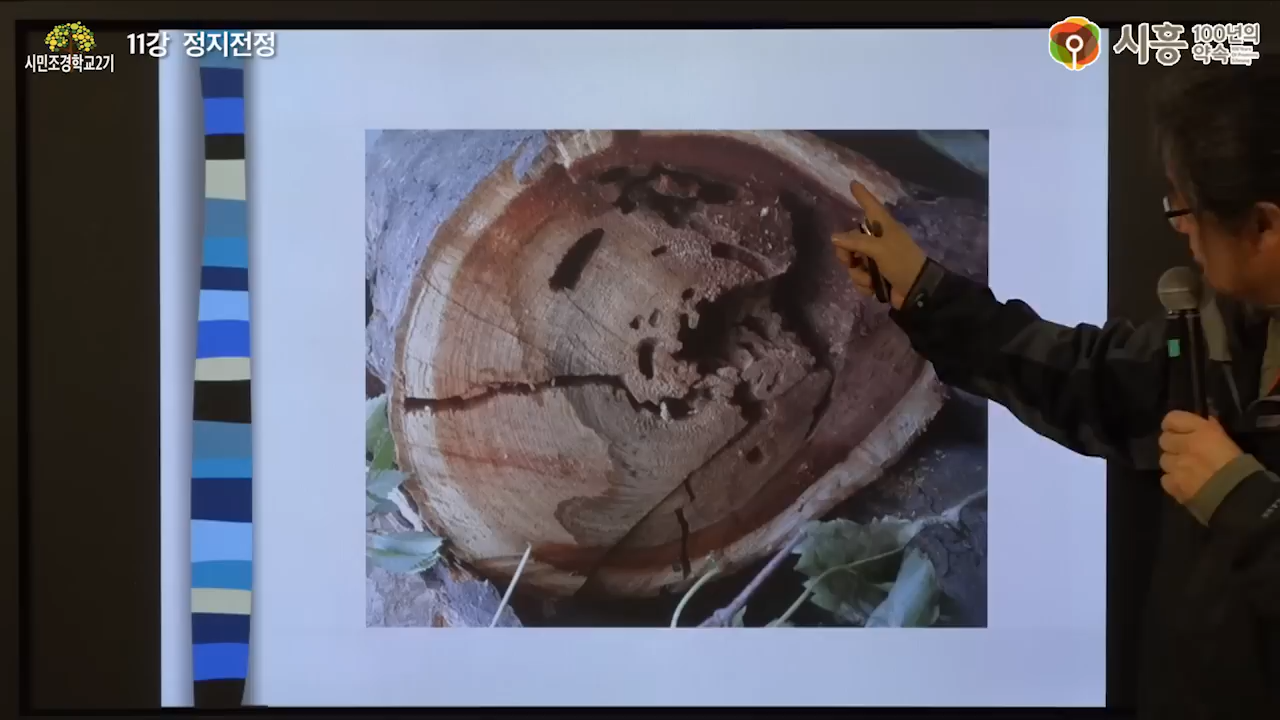 시민조경학교2기
11강 정지전정
시흥
100년의
약속